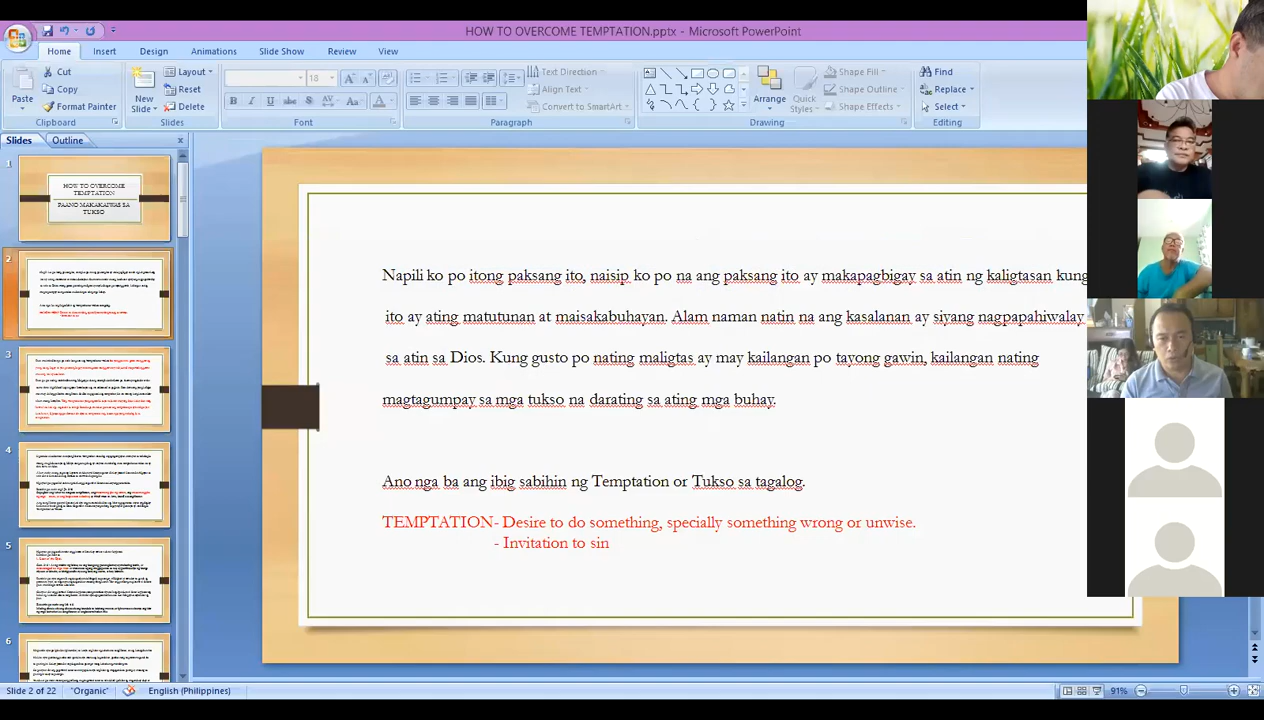 HOW TO OVERCOME TEMPTATION.pptx - Microsoft PowerPoint
Home Insert Design Animations Slide Show Review View
Paste
Cut
Copy
Format Painter
Clipboard
New Slide
Layout
Reset
Delete
Slides
18
Font
Paragraph
Text Direction
Align Text
Convert to SmartArt
Arrange
Quick Styles
Shape Fill
Shape Outline
Shape Effects
Drawing
Find
Replace
Select
Editing
Slides Outline
1
HOW TO OVERCOME
TEMPTATION
PAANO MAKAKAIWAS SA
TUKSO
2
3
4
5
6
Napili ko po itong paksang ito, naisip ko po na ang paksang ito ay makapagbigay sa atin ng kaligtasan kung
ito ay ating matutunan at maisakabuhayan. Alam naman natin na ang kasalanan ay siyang nagpapahiwalay
sa atin sa Dios. Kung gusto po nating maligtas ay may kailangan po tayong gawin, kailangan nating
magtagumpay sa mga tukso na darating sa ating mga buhay.
Ano nga ba ang ibig sabihin ng Temptation or Tukso sa tagalog.
TEMPTATION- Desire to do something, specially something wrong or unwise.
- Invitation to sin
Slide 2 of 22 "Organic" English (Philippines) 91%